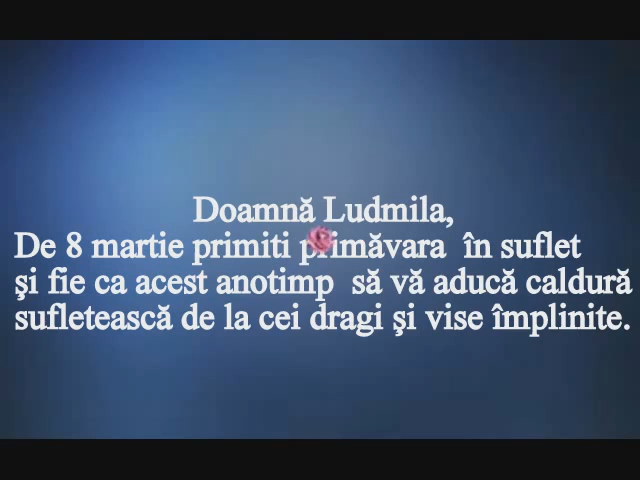 Doamnă Ludmila,
De 8 martie primiti primăvara în suflet
şi fie ca acest anotimp să vă aducă caldură
sufletească de la cei dragi şi vise împlinite.